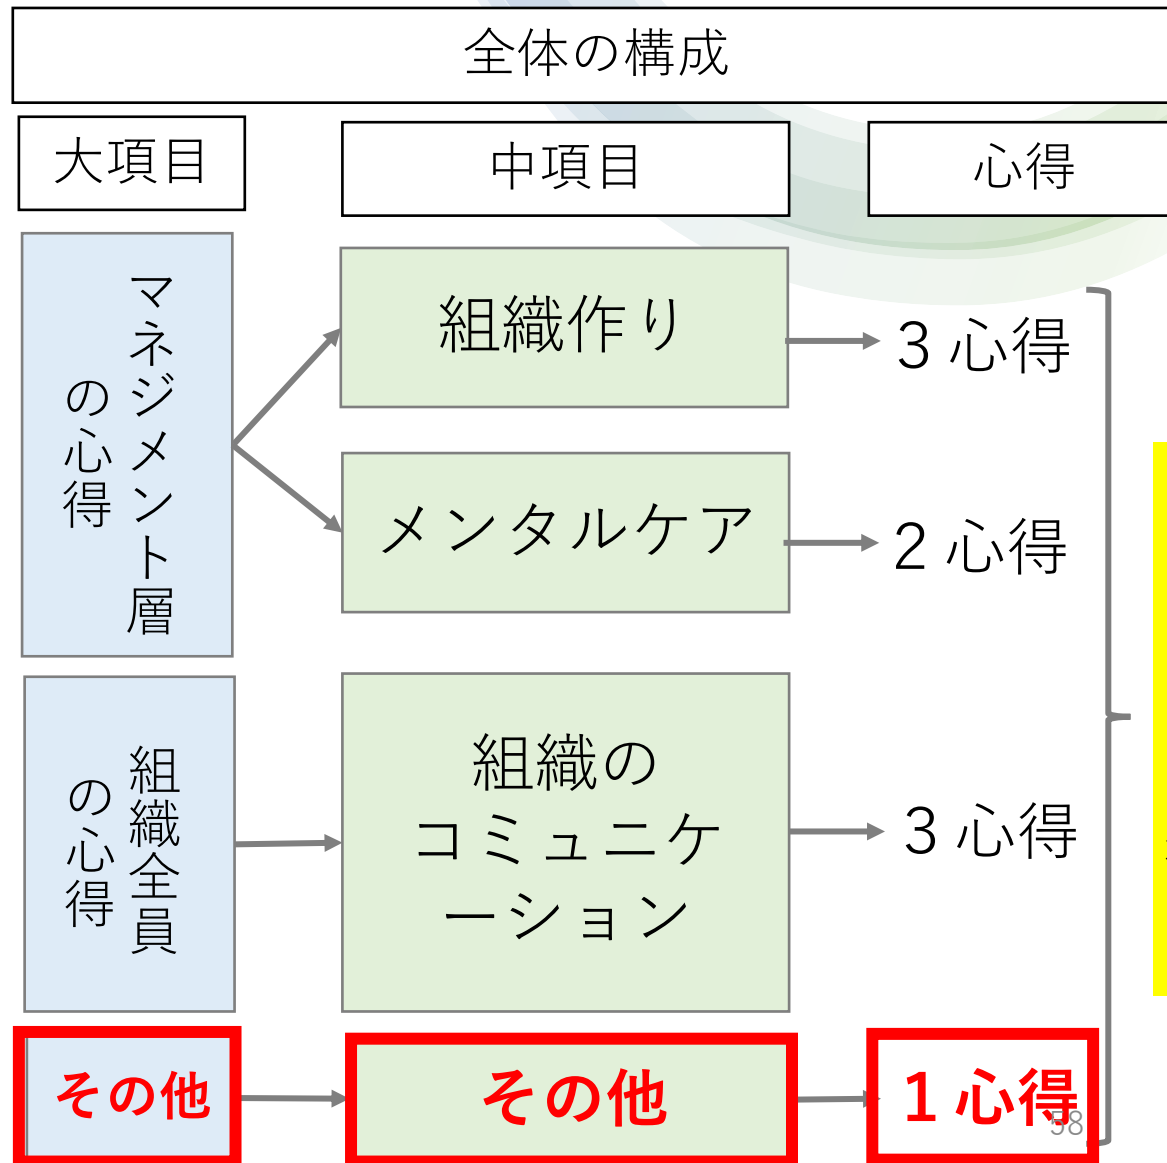 全体の構成
大項目
中項目
心得
マネジメント層
の心得
組織作り
3心得
メンタルケア
2心得
組織全員
の心得
組織の
コミュニケ
ーション
3心得
その他
その他
1心得
58